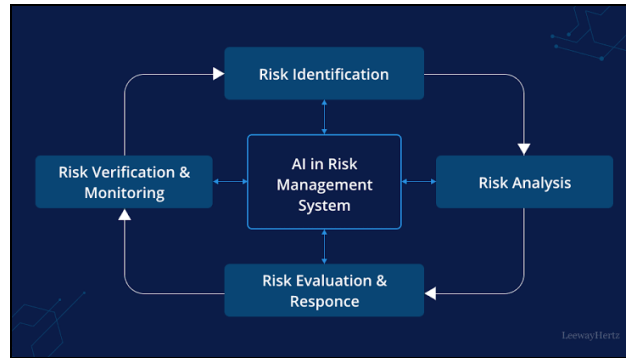 Risk Identification
Risk Verification &
Monitoring
AI in Risk
Management
System
Risk Analysis
Risk Evaluation &
Responce
LeewayHertz